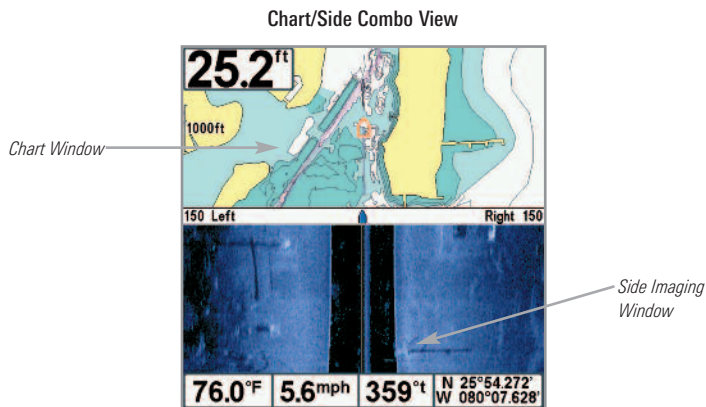 Chart/Side Combo View
25.2ft
1000ft
Chart Window
150 Left
Right 150
Side Imaging
Window
76.0°F
5.6mph
359°t
N 25°54.272'
W 080°07.628'